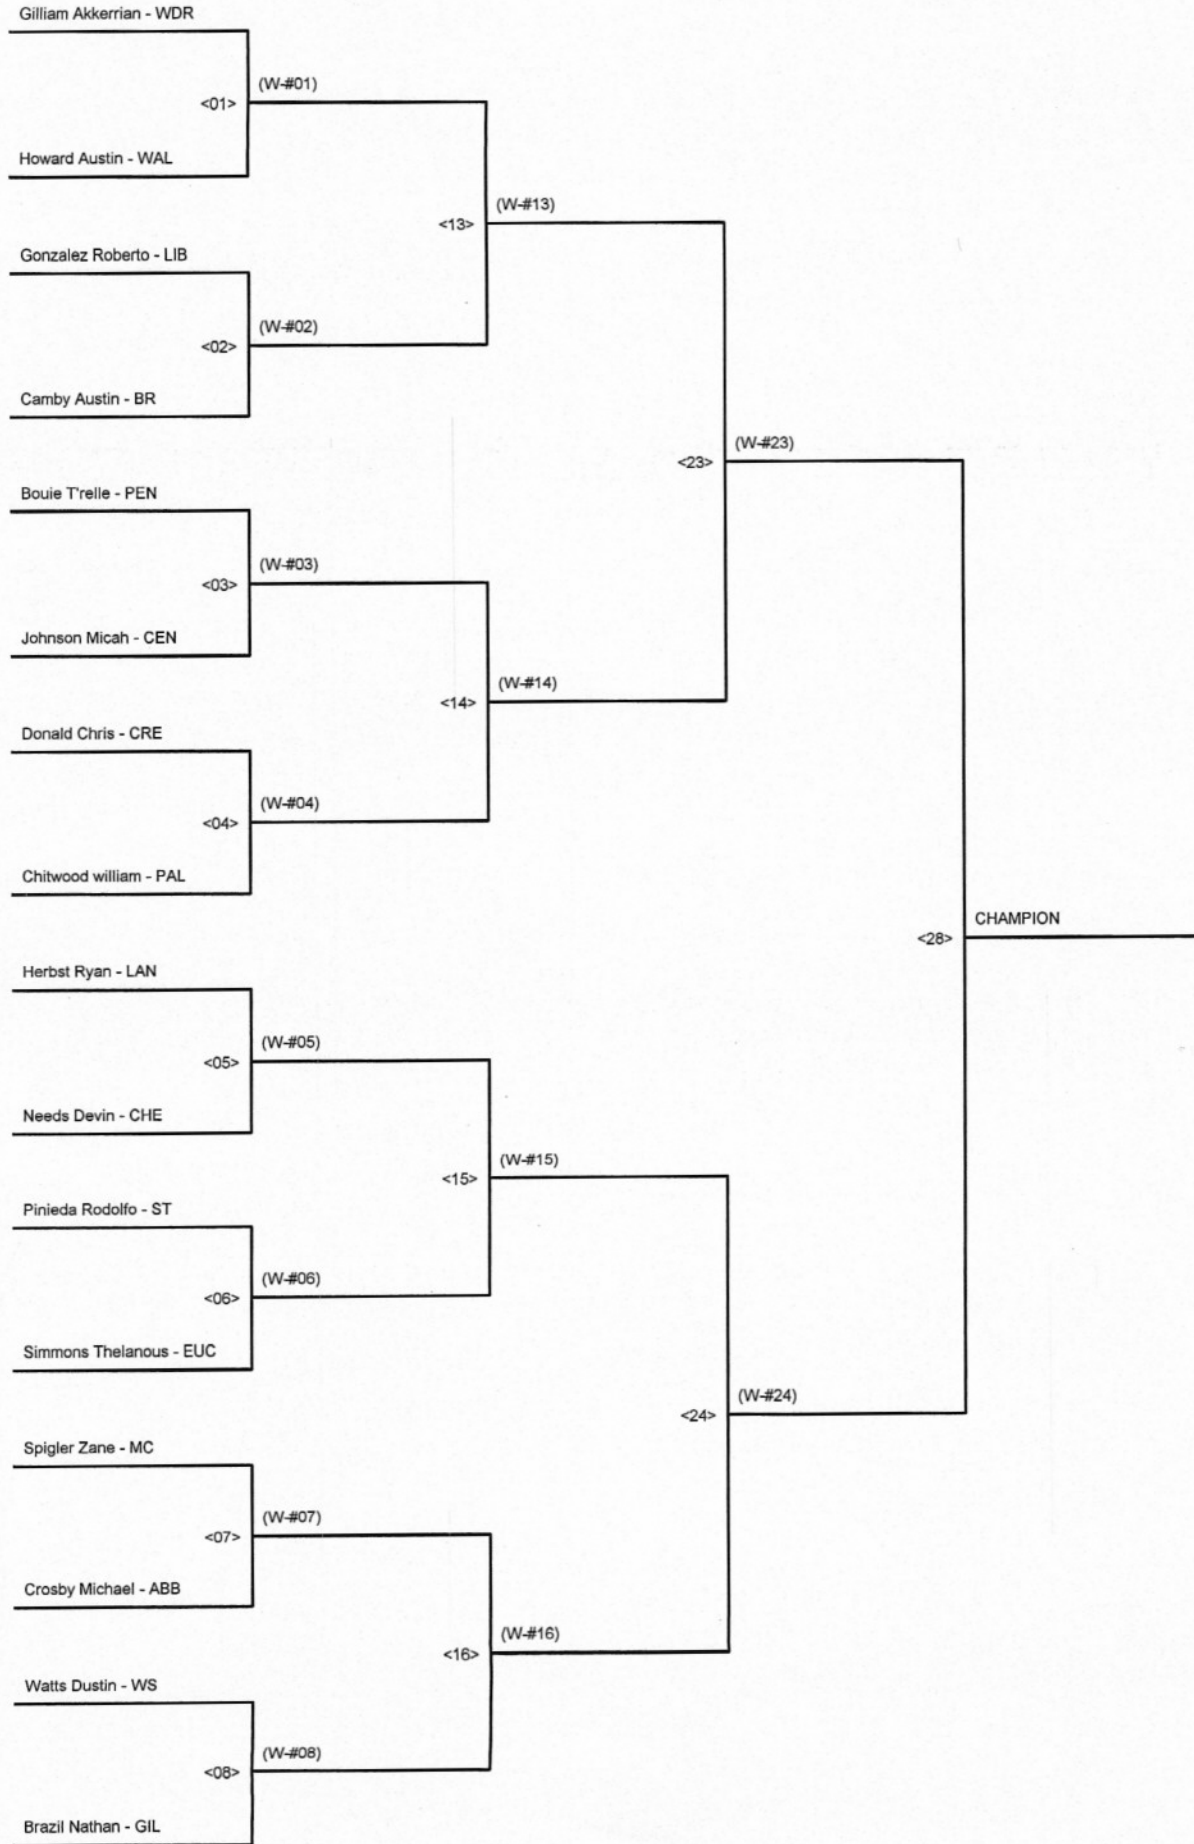 Gilliam Akkerrian - WDR
(W-#01)
<01>
Howard Austin - WAL
(W-#13)
<13>
Gonzalez Roberto - LIB
(W-#02)
<02>
Camby Austin - BR
(W-#23)
<23>
Bouie T'relle - PEN
(W-#03)
<03>
Johnson Micah - CEN
(W-#14)
<14>
Donald Chris - CRE
(W-#04)
<04>
Chitwood william - PAL
CHAMPION
<28>
Herbst Ryan - LAN
(W-#05)
<05>
Needs Devin - CHE
(W-#15)
<15>
Pinieda Rodolfo - ST
(W-#06)
<06>
Simmons Thelanous - EUC
(W-#24)
<24>
Spigler Zane - MC
(W-#07)
<07>
Crosby Michael - ABB
(W-#16)
<16>
Watts Dustin - WS
(W-#08)
<08>
Brazil Nathan - GIL